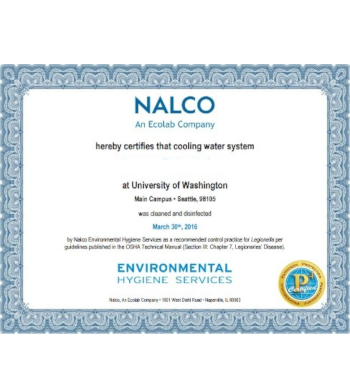 NALCO
An Ecolab Company
hereby certifies that cooling water system
at University of Washington
Main Campus • Seattle, 98105
was cleaned and disinfected
March 30th, 2016
by Nalco Environmental Hygiene Services as a recommended control practice for Legionella per
guidelines published in the OSHA Technical Manual (Section III: Chapter 7, Legionnaires' Disease).
ENVIRONMENTAL
HYGIENE SERVICES
Nalco, An Ecolab Company • 1601 West Diehl Road • Naperville, IL 60563